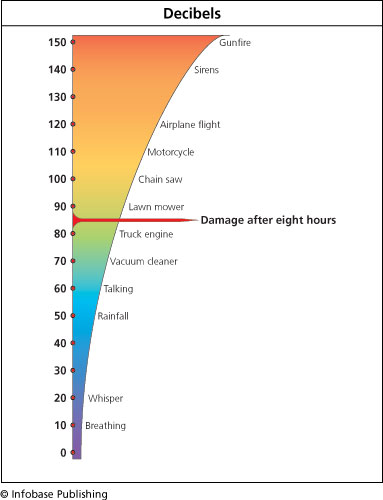 Decibels
150 Gunfire
140 Sirens
130
120 Airplane flight
110 Motorcycle
100 Chain saw
90 Lawn mower
Damage after eight hours
80 Truck engine
70 Vacuum cleaner
60 Talking
50 Rainfall
40
30
20 Whisper
10 Breathing
0
© Infobase Publishing